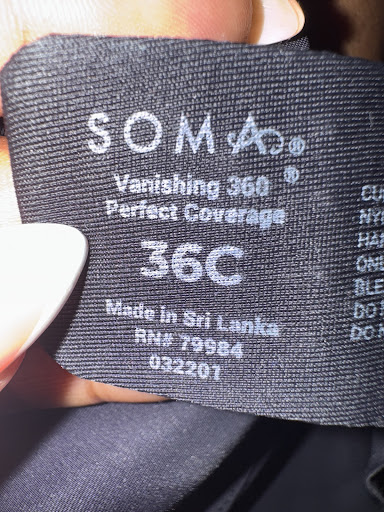 SOMA®
Vanishing 360®
Perfect Coverage
36C
Made in Sri Lanka
RN# 79984
032201